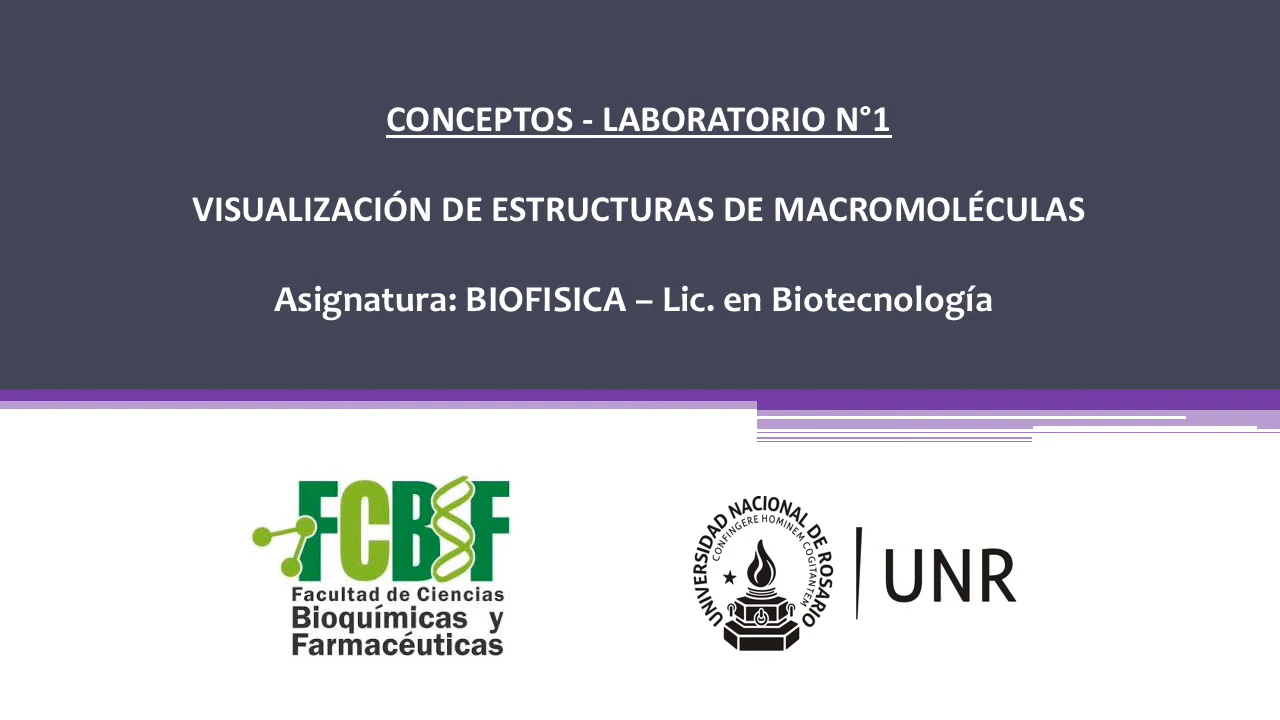 CONCEPTOS - LABORATORIO N°1
VISUALIZACIÓN DE ESTRUCTURAS DE MACROMOLÉCULAS
Asignatura: BIOFISICA – Lic. en Biotecnología
FCBIF
Facultad de Ciencias
Bioquímicas y
Farmacéuticas
UNIVERSIDAD NACIONAL DE ROSARIO
CONFINGERE HOMINEM COGITANTEM
UNR